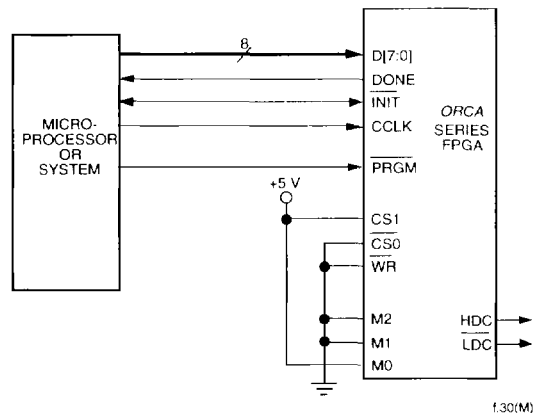 8
D[7:0]
DONE
INIT
CCLK
PRGM
MICRO-
PROCESSOR
OR
SYSTEM
ORCA
SERIES
FPGA
+5 V
CS1
CS0
WR
M2
M1
M0
HDC
LDC
f.30(M)